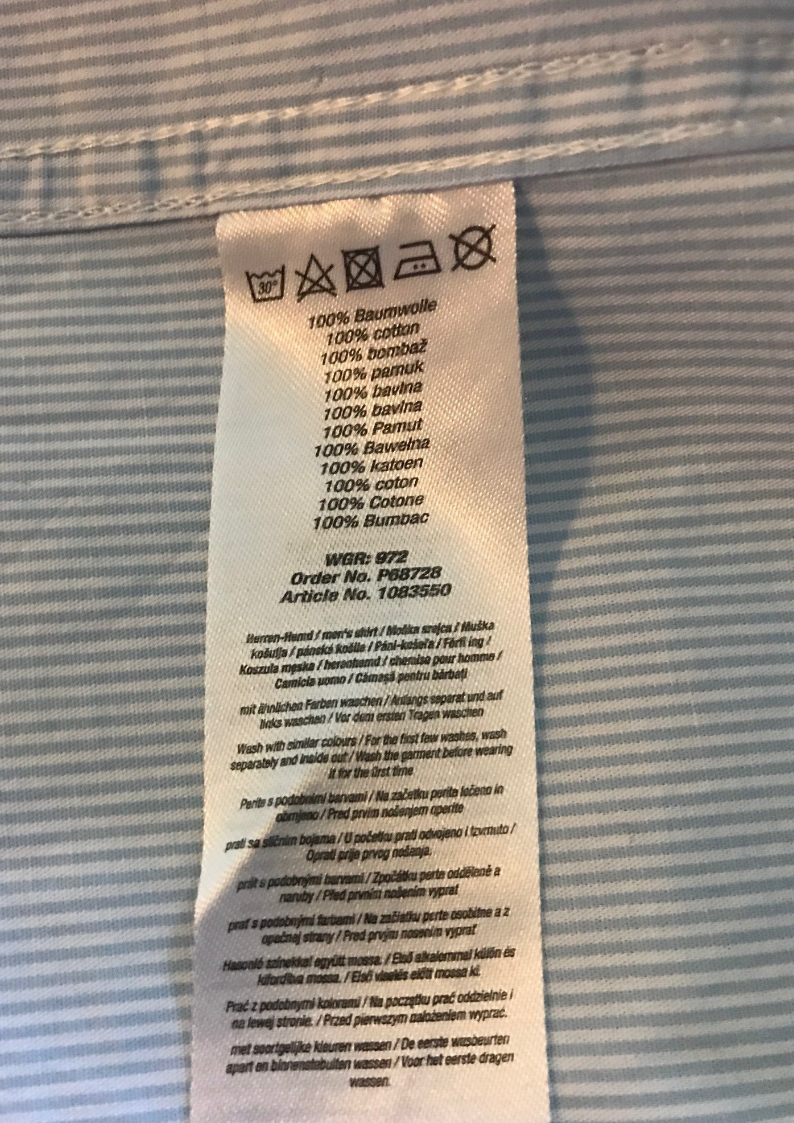 30°
100% Baumwolle
100% cotton
100% bombaž
100% pamuk
100% bavlna
100% bavlna
100% Pamut
100% Bawełna
100% katoen
100% coton
100% Cotone
100% Bumbac
WGR: 972
Order No. P68728
Article No. 1083550
Herren-Hemd / men's shirt / Moška srajca / Muška
košulja / pánská košile / Páni-košeľa / Férfi ing /
Koszula męska / herenhemd / chemise pour homme /
Camicia uomo / Cămaşă pentru bărbaţi
mit ähnlichen Farben waschen / Anfangs separat und auf
links waschen / Vor dem ersten Tragen waschen
Wash with similar colours / For the first few washes, wash
separately and inside out / Wash the garment before wearing
it for the first time
Perite s podobnimi barvami / Na začetku perite ločeno in
obrnjeno / Pred prvim nošenjem operite
prati sa sličnim bojama / U početku prati odvojeno i izvrnuto /
Oprati prije prvog nošenja.
prát s podobnými barvami / Zpočátku perte odděleně a
naruby / Před prvním nošením vyprat
prať s podobnými farbami / Na začiatku perte osobitne a z
opačnej strany / Pred prvým nosením vyprať
Hasonló színekkel együtt mossa. / Első alkalommal külön és
kifordítva mossa. / Első viselés előtt mossa ki.
Prać z podobnymi kolorami / Na początku prać oddzielnie i
na lewej stronie. / Przed pierwszym nałożeniem wyprać.
met soortgelijke kleuren wassen / De eerste wasbeurten
apart en binnenstebuiten wassen / Voor het eerste dragen
wassen.